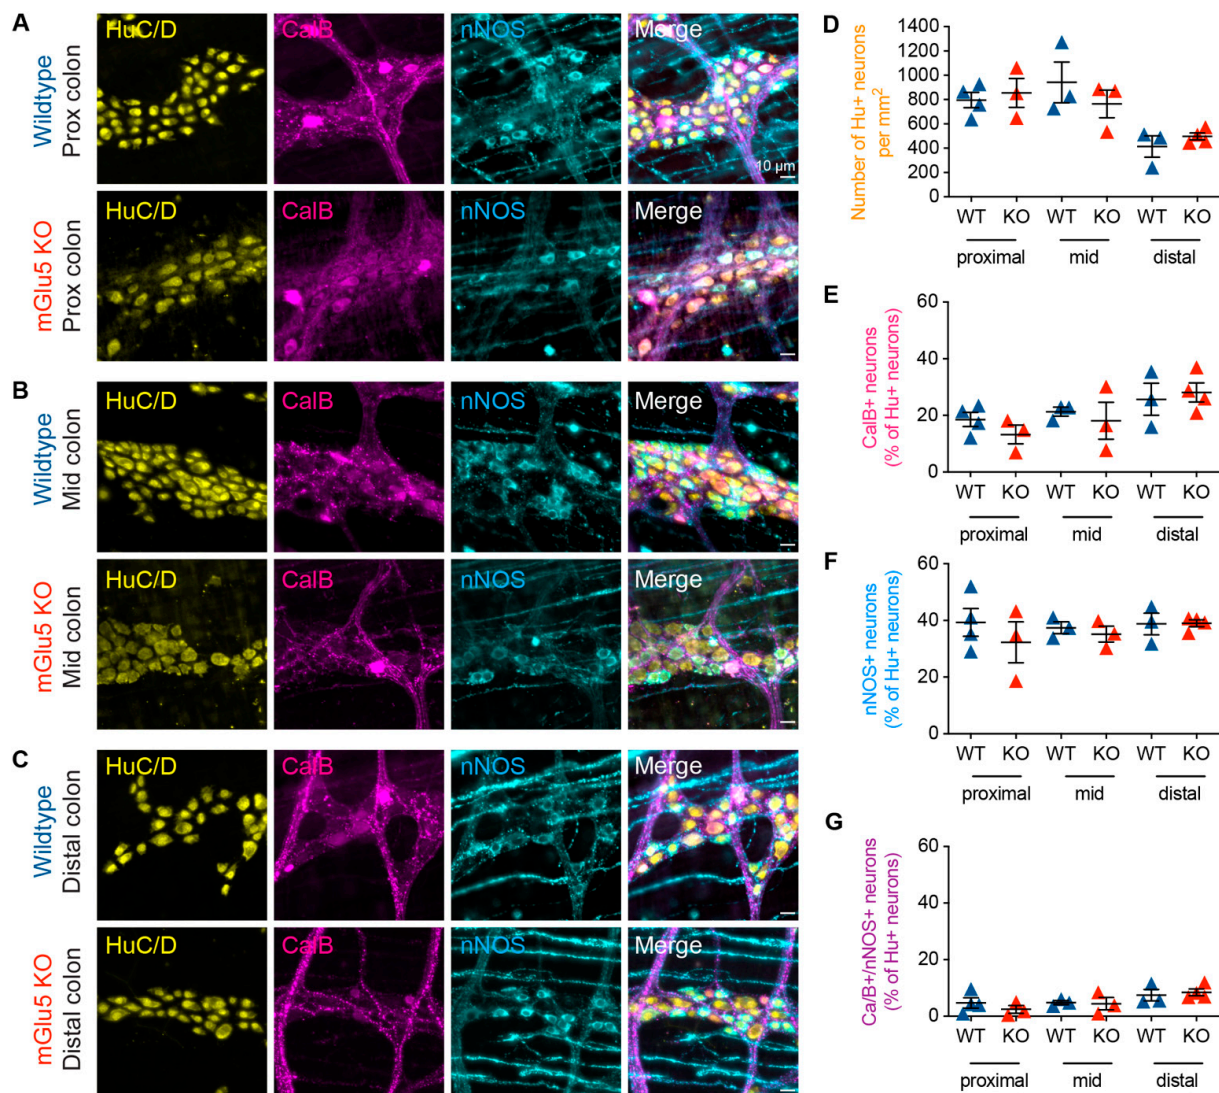 A
Wildtype
Prox colon
HuC/D
CalB
nNOS
Merge
10 µm
mGlu5 KO
Prox colon
HuC/D
CalB
nNOS
Merge
B
Wildtype
Mid colon
HuC/D
CalB
nNOS
Merge
mGlu5 KO
Mid colon
HuC/D
CalB
nNOS
Merge
C
Wildtype
Distal colon
HuC/D
CalB
nNOS
Merge
mGlu5 KO
Distal colon
HuC/D
CalB
nNOS
Merge
D
Number of Hu+ neurons
per mm²
1400
1200
1000
800
600
400
200
0
WT KO WT KO WT KO
proximal mid distal
E
CalB+ neurons
(% of Hu+ neurons)
60
40
20
0
WT KO WT KO WT KO
proximal mid distal
F
nNOS+ neurons
(% of Hu+ neurons)
60
40
20
0
WT KO WT KO WT KO
proximal mid distal
G
Ca/B+/nNOS+ neurons
(% of Hu+ neurons)
60
40
20
0
WT KO WT KO WT KO
proximal mid distal